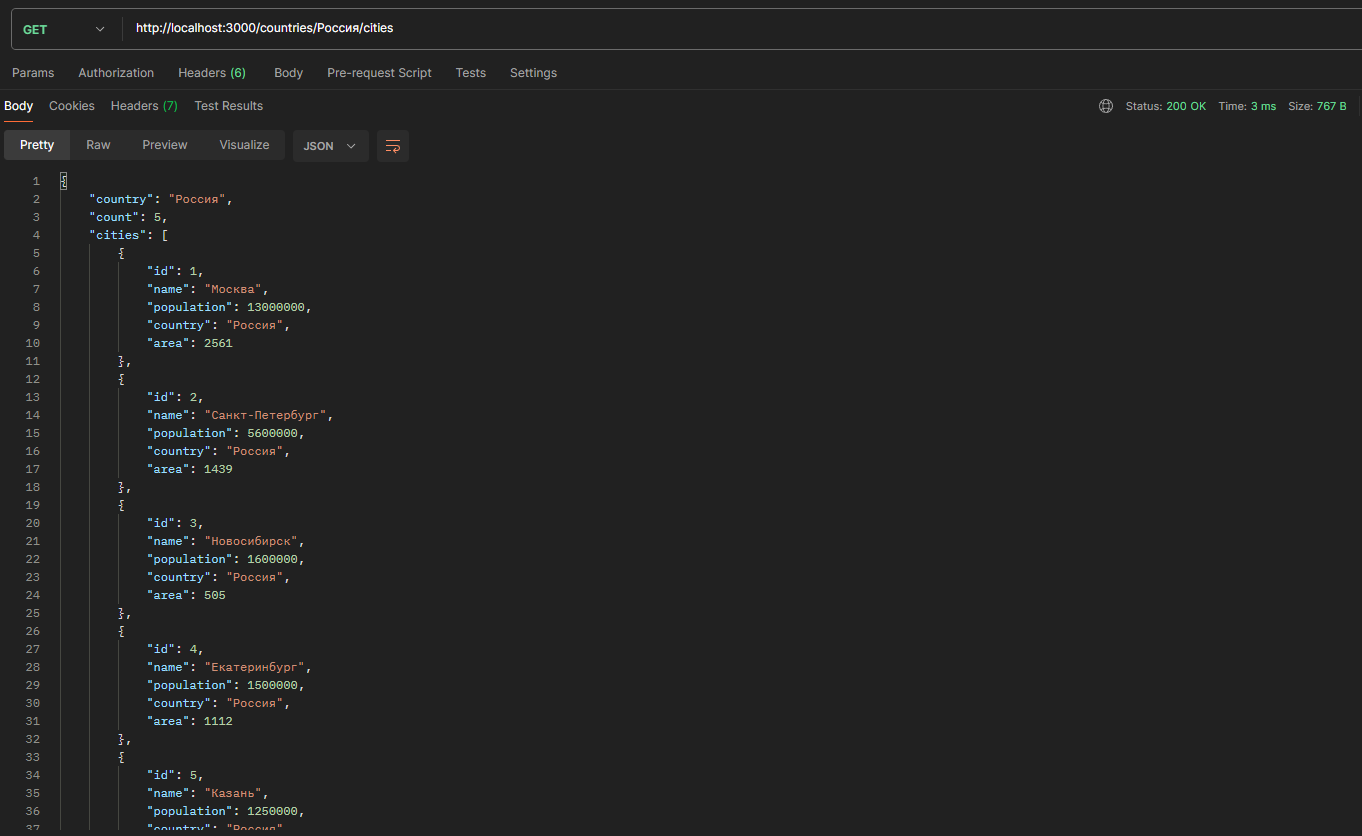 GET http://localhost:3000/countries/Россия/cities
Params Authorization Headers (6) Body Pre-request Script Tests Settings
Body Cookies Headers (7) Test Results Status: 200 OK Time: 3 ms Size: 767 B
Pretty Raw Preview Visualize JSON
1 {
2 "country": "Россия",
3 "count": 5,
4 "cities": [
5 {
6 "id": 1,
7 "name": "Москва",
8 "population": 13000000,
9 "country": "Россия",
10 "area": 2561
11 },
12 {
13 "id": 2,
14 "name": "Санкт-Петербург",
15 "population": 5600000,
16 "country": "Россия",
17 "area": 1439
18 },
19 {
20 "id": 3,
21 "name": "Новосибирск",
22 "population": 1600000,
23 "country": "Россия",
24 "area": 505
25 },
26 {
27 "id": 4,
28 "name": "Екатеринбург",
29 "population": 1500000,
30 "country": "Россия",
31 "area": 1112
32 },
33 {
34 "id": 5,
35 "name": "Казань",
36 "population": 1250000,
37 "country": "Россия"